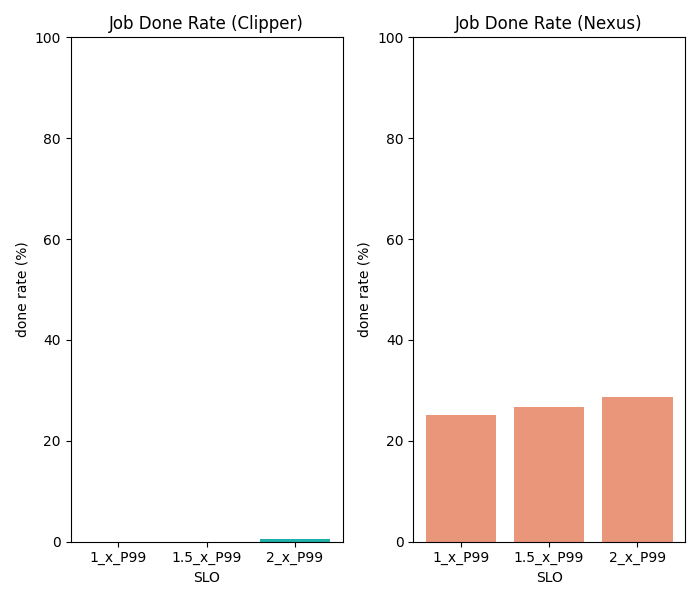 Job Done Rate (Clipper)
100
80
60
40
20
0
done rate (%)
1_x_P99 1.5_x_P99 2_x_P99
SLO
Job Done Rate (Nexus)
100
80
60
40
20
0
done rate (%)
1_x_P99 1.5_x_P99 2_x_P99
SLO